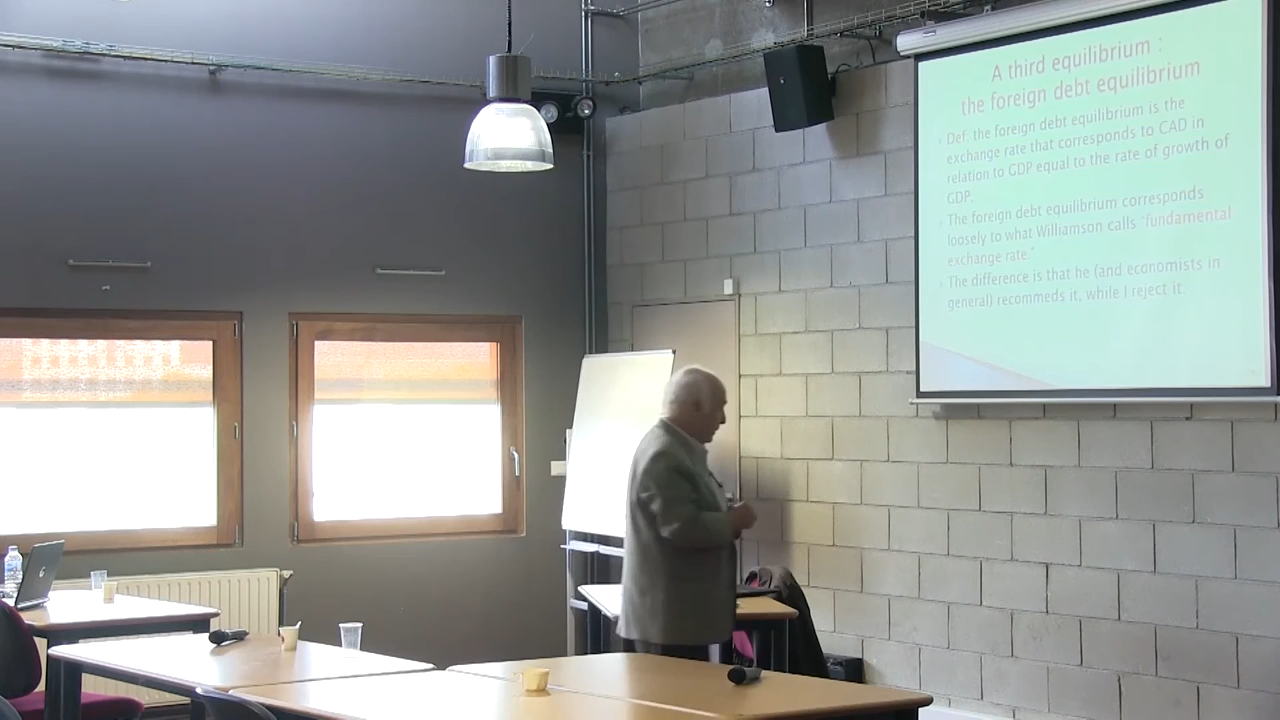 A third equilibrium :
the foreign debt equilibrium
Def. the foreign debt equilibrium is the
exchange rate that corresponds to CAD in
relation to GDP equal to the rate of growth of
GDP.
The foreign debt equilibrium corresponds
loosely to what Williamson calls "fundamental
exchange rate."
The difference is that he (and economists in
general) recommeds it, while I reject it.